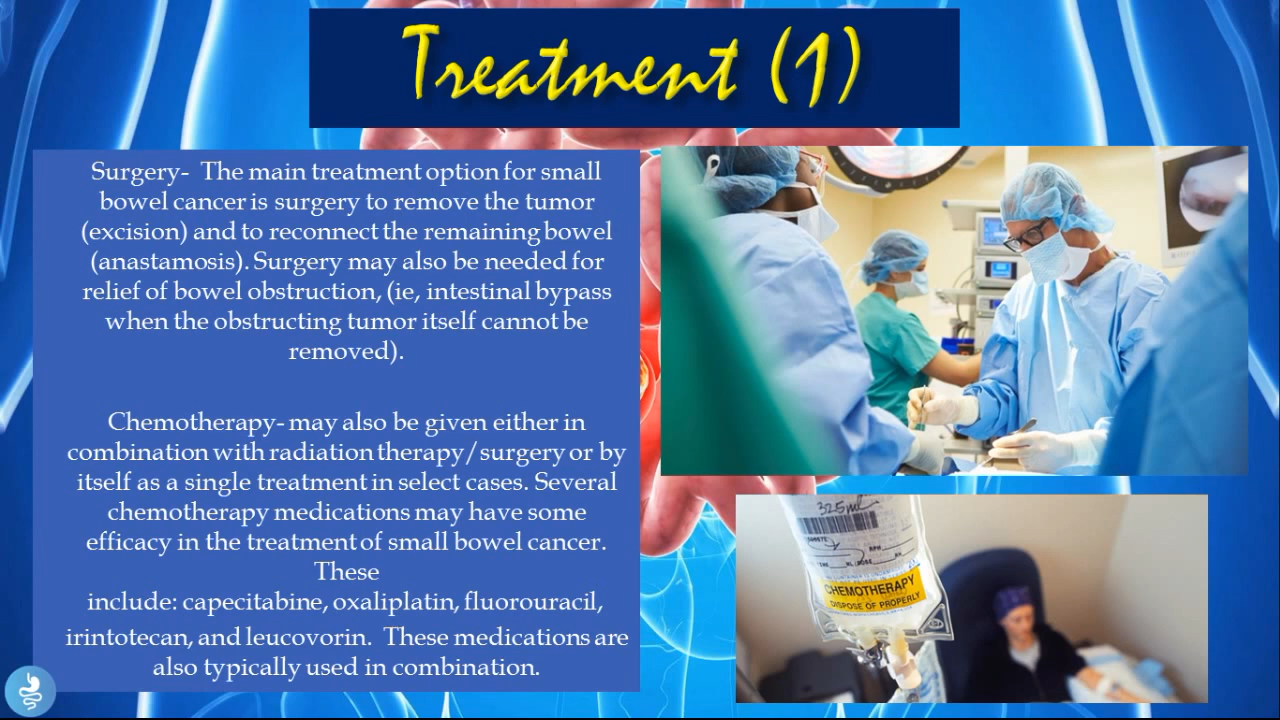 Treatment (1)
Surgery- The main treatment option for small
bowel cancer is surgery to remove the tumor
(excision) and to reconnect the remaining bowel
(anastamosis). Surgery may also be needed for
relief of bowel obstruction, (ie, intestinal bypass
when the obstructing tumor itself cannot be
removed).
Chemotherapy- may also be given either in
combination with radiation therapy/surgery or by
itself as a single treatment in select cases. Several
chemotherapy medications may have some
efficacy in the treatment of small bowel cancer.
These
include: capecitabine, oxaliplatin, fluorouracil,
irintotecan, and leucovorin. These medications are
also typically used in combination.
325mL
RPH
CHEMOTHERAPY
DISPOSE OF PROPERLY